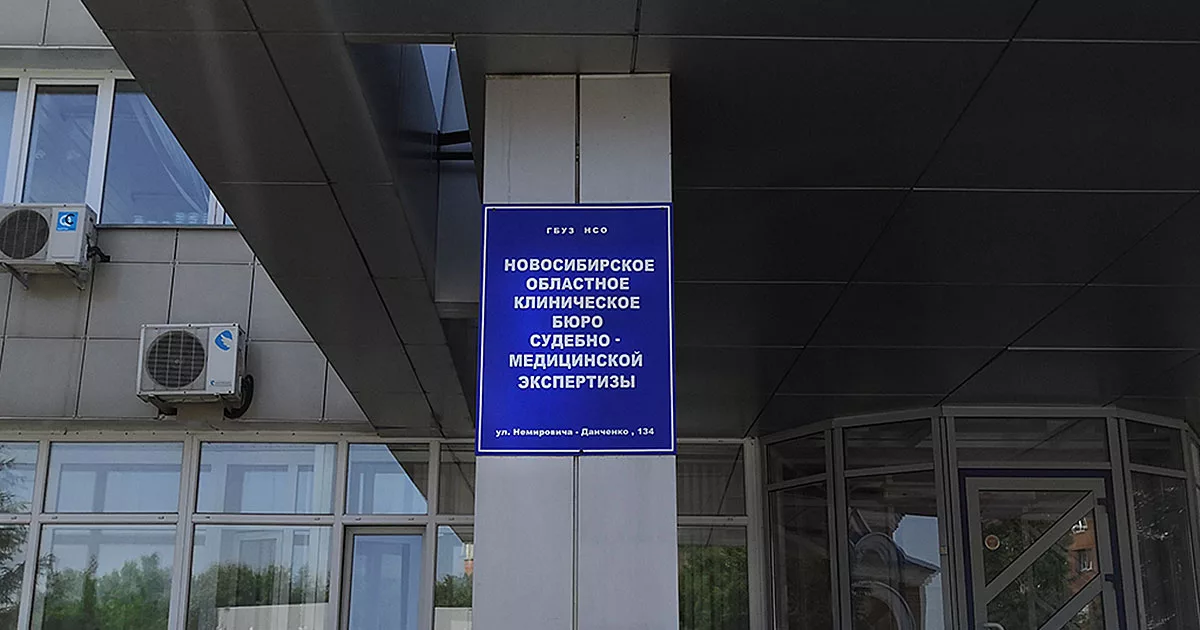 ГБУЗ НСО
НОВОСИБИРСКОЕ
ОБЛАСТНОЕ
КЛИНИЧЕСКОЕ
БЮРО
СУДЕБНО -
МЕДИЦИНСКОЙ
ЭКСПЕРТИЗЫ
ул. Немировича - Данченко , 134